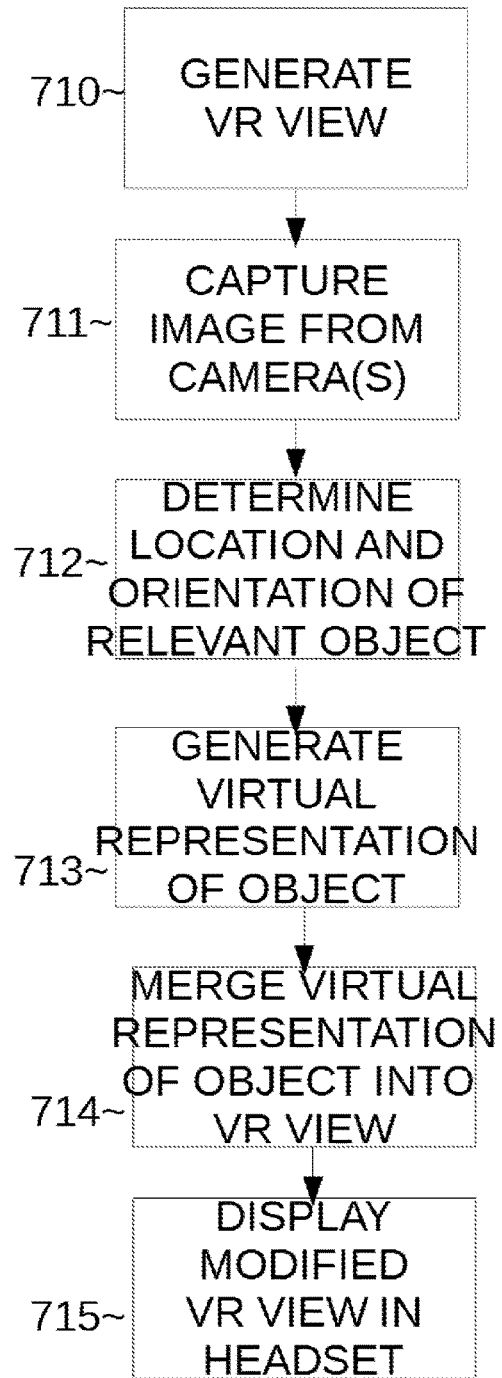 710~
GENERATE
VR VIEW
711~
CAPTURE
IMAGE FROM
CAMERA(S)
712~
DETERMINE
LOCATION AND
ORIENTATION OF
RELEVANT OBJECT
713~
GENERATE
VIRTUAL
REPRESENTATION
OF OBJECT
714~
MERGE VIRTUAL
REPRESENTATION
OF OBJECT INTO
VR VIEW
715~
DISPLAY
MODIFIED
VR VIEW IN
HEADSET